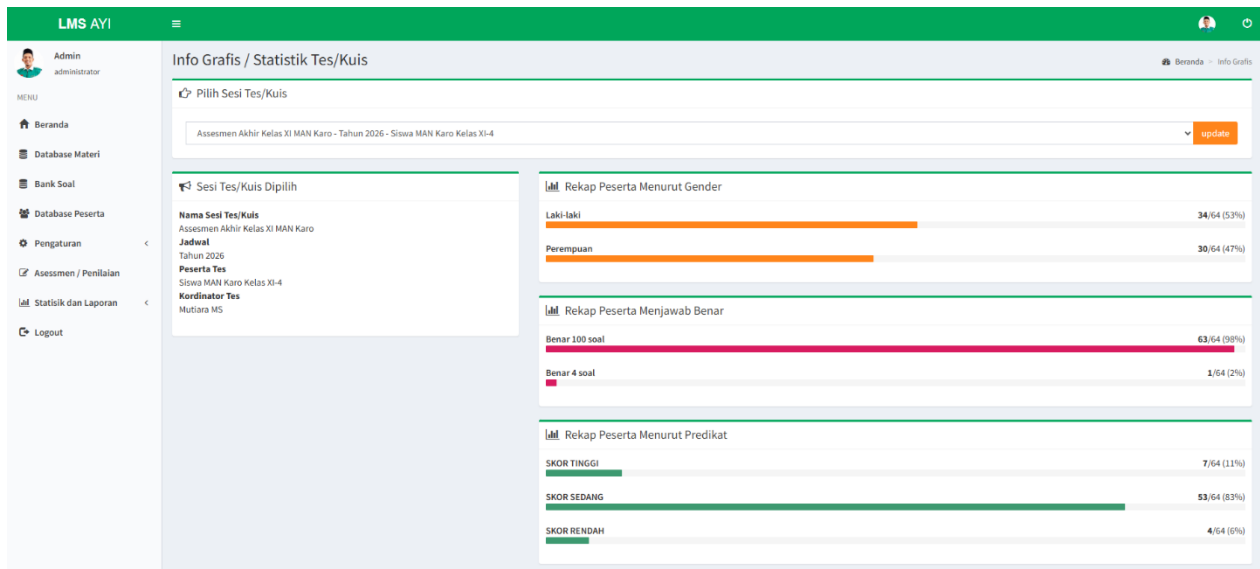 LMS AYI
Admin
administrator
MENU
Beranda
Database Materi
Bank Soal
Database Peserta
Pengaturan
Asessmen / Penilaian
Statisik dan Laporan
Logout
Info Grafis / Statistik Tes/Kuis
Beranda > Info Grafis
Pilih Sesi Tes/Kuis
Assesmen Akhir Kelas XI MAN Karo - Tahun 2026 - Siswa MAN Karo Kelas XI-4
update
Sesi Tes/Kuis Dipilih
Nama Sesi Tes/Kuis
Assesmen Akhir Kelas XI MAN Karo
Jadwal
Tahun 2026
Peserta Tes
Siswa MAN Karo Kelas XI-4
Kordinator Tes
Mutiara MS
Rekap Peserta Menurut Gender
Laki-laki 34/64 (53%)
Perempuan 30/64 (47%)
Rekap Peserta Menjawab Benar
Benar 100 soal 63/64 (98%)
Benar 4 soal 1/64 (2%)
Rekap Peserta Menurut Predikat
SKOR TINGGI 7/64 (11%)
SKOR SEDANG 53/64 (83%)
SKOR RENDAH 4/64 (6%)